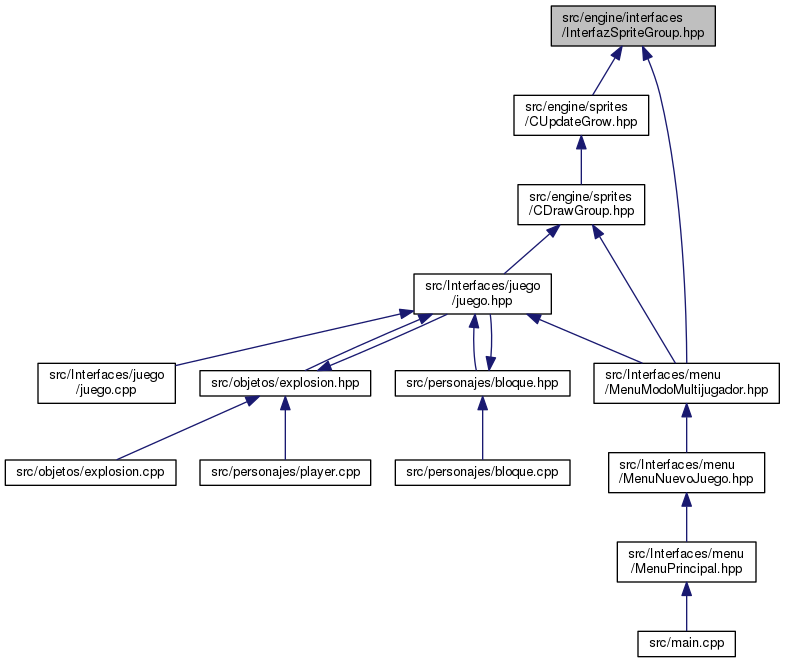 src/engine/interfaces
/InterfazSpriteGroup.hpp
src/engine/sprites
/CUpdateGrow.hpp
src/engine/sprites
/CDrawGroup.hpp
src/Interfaces/juego
/juego.hpp
src/Interfaces/juego
/juego.cpp
src/objetos/explosion.hpp
src/personajes/bloque.hpp
src/Interfaces/menu
/MenuModoMultijugador.hpp
src/objetos/explosion.cpp
src/personajes/player.cpp
src/personajes/bloque.cpp
src/Interfaces/menu
/MenuNuevoJuego.hpp
src/Interfaces/menu
/MenuPrincipal.hpp
src/main.cpp